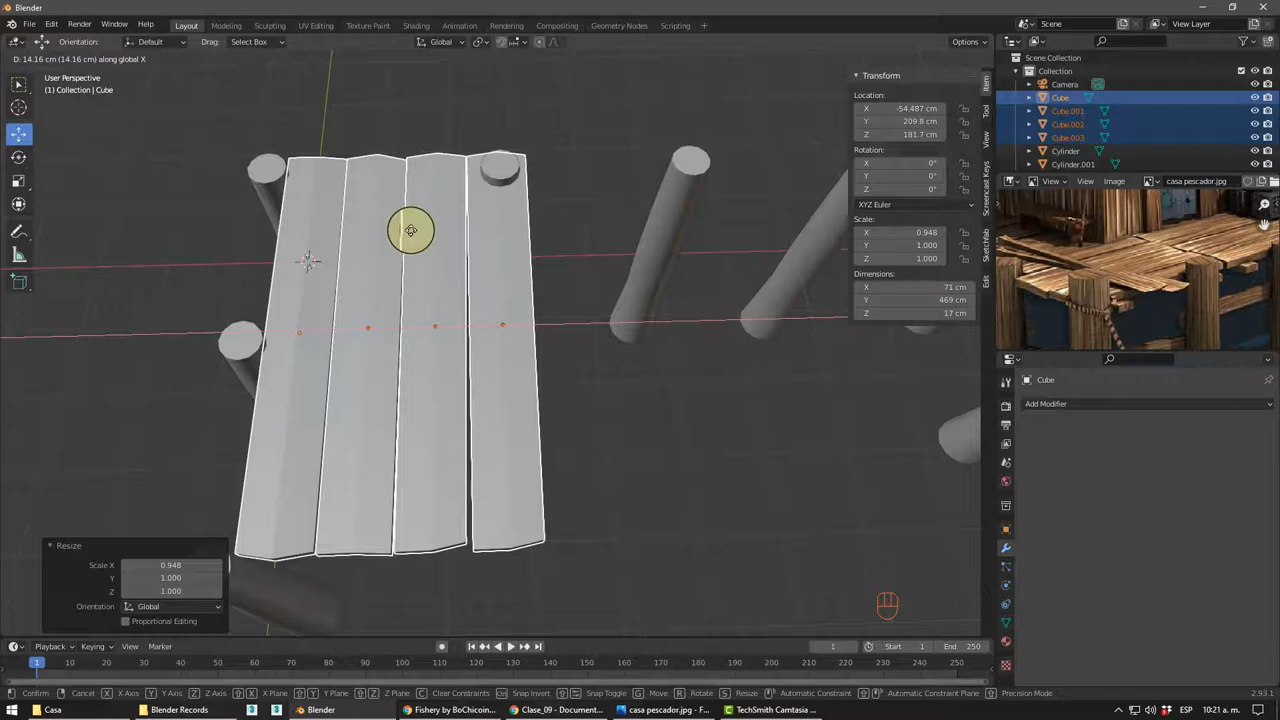 Blender
File Edit Render Window Help
Layout Modeling Sculpting UV Editing Texture Paint Shading Animation Rendering Compositing Geometry Nodes Scripting +
Scene
View Layer
Orientation: Default Drag: Select Box
Global
Options
D: 14.16 cm (14.16 cm) along global X
User Perspective
(1) Collection | Cube
Transform
Location:
X -54.487 cm
Y 209.8 cm
Z 181.7 cm
Rotation:
X 0°
Y 0°
Z 0°
XYZ Euler
Scale:
X 0.948
Y 1.000
Z 1.000
Dimensions:
X 71 cm
Y 469 cm
Z 17 cm
Item
Tool
View
Screencast Keys
Sketchfab
Edit
Scene Collection
Collection
Camera
Cube
Cube.001
Cube.002
Cube.003
Cylinder
Cylinder.001
View View Image casa pescador.jpg
Cube
Add Modifier
Resize
Scale X 0.948
Y 1.000
Z 1.000
Orientation Global
Proportional Editing
Playback Keying View Marker
1 Start 1 End 250
1 10 20 30 40 50 60 70 80 90 100 110 120 130 140 150 160 170 180 190 200 210 220 230 240 250
Confirm Cancel X X Axis Y Y Axis Z Z Axis X X Plane Y Y Plane Z Z Plane C Clear Constraints Snap Invert Snap Toggle G Move R Rotate S Resize Automatic Constraint Automatic Constraint Plane Precision Mode 2.93.1
Casa Blender Records Blender Fishery by BoChicoin... Clase_09 - Document... casa pescador.jpg - F... TechSmith Camtasia ... ESP 10:21 a. m.